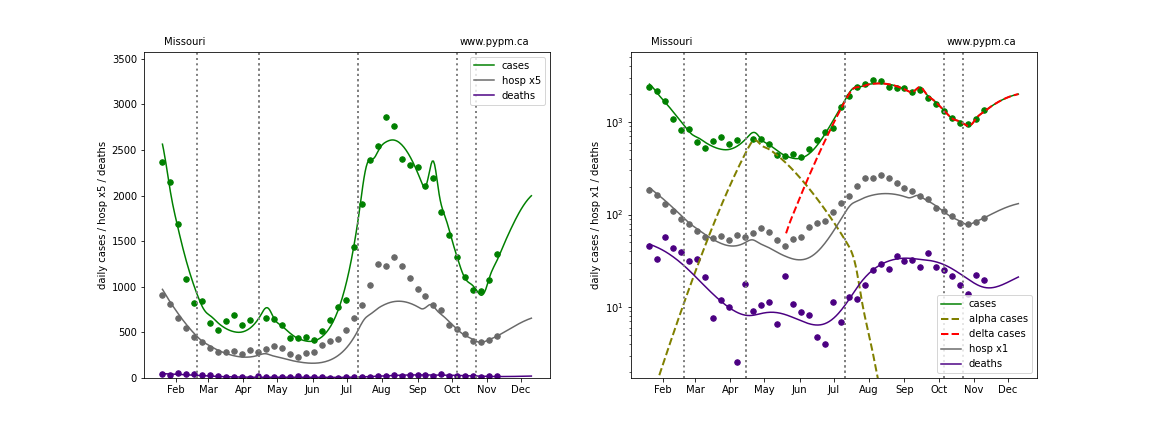 Missouri
www.pypm.ca
daily cases / hosp x5 / deaths
3500
3000
2500
2000
1500
1000
500
0
cases
hosp x5
deaths
Feb Mar Apr May Jun Jul Aug Sep Oct Nov Dec
Missouri
www.pypm.ca
daily cases / hosp x1 / deaths
10³
10²
10¹
cases
alpha cases
delta cases
hosp x1
deaths
Feb Mar Apr May Jun Jul Aug Sep Oct Nov Dec